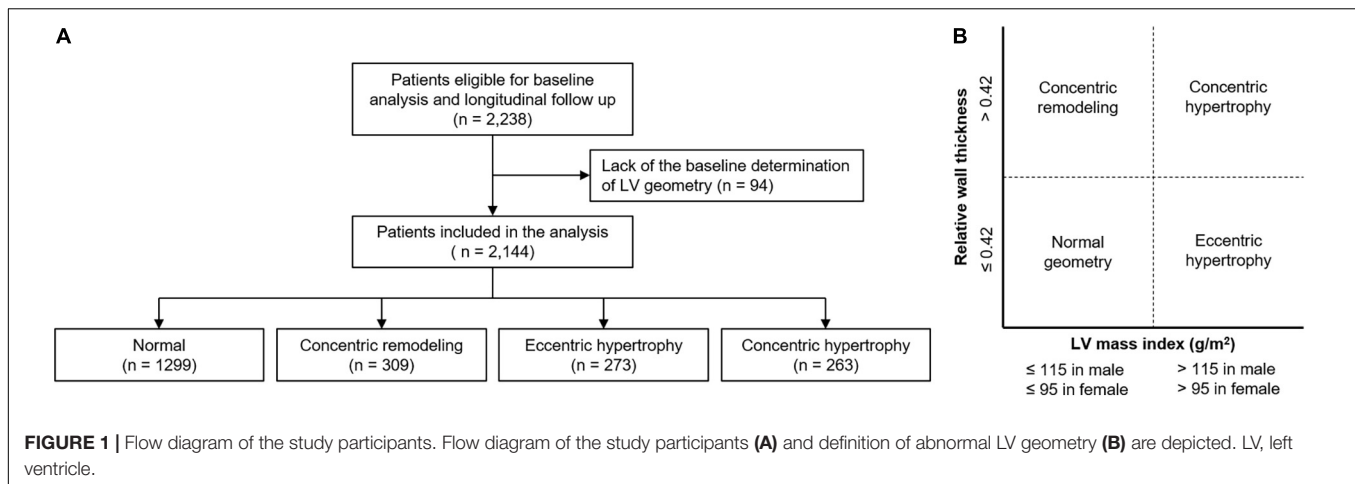 A
Patients eligible for baseline
analysis and longitudinal follow up
(n = 2,238)
Lack of the baseline determination
of LV geometry (n = 94)
Patients included in the analysis
( n = 2,144)
Normal
(n = 1299)
Concentric remodeling
(n = 309)
Eccentric hypertrophy
(n = 273)
Concentric hypertrophy
(n = 263)
B
Relative wall thickness
≤ 0.42
> 0.42
Concentric
remodeling
Concentric
hypertrophy
Normal
geometry
Eccentric
hypertrophy
LV mass index (g/m²)
≤ 115 in male
≤ 95 in female
> 115 in male
> 95 in female
FIGURE 1 | Flow diagram of the study participants. Flow diagram of the study participants (A) and definition of abnormal LV geometry (B) are depicted. LV, left
ventricle.